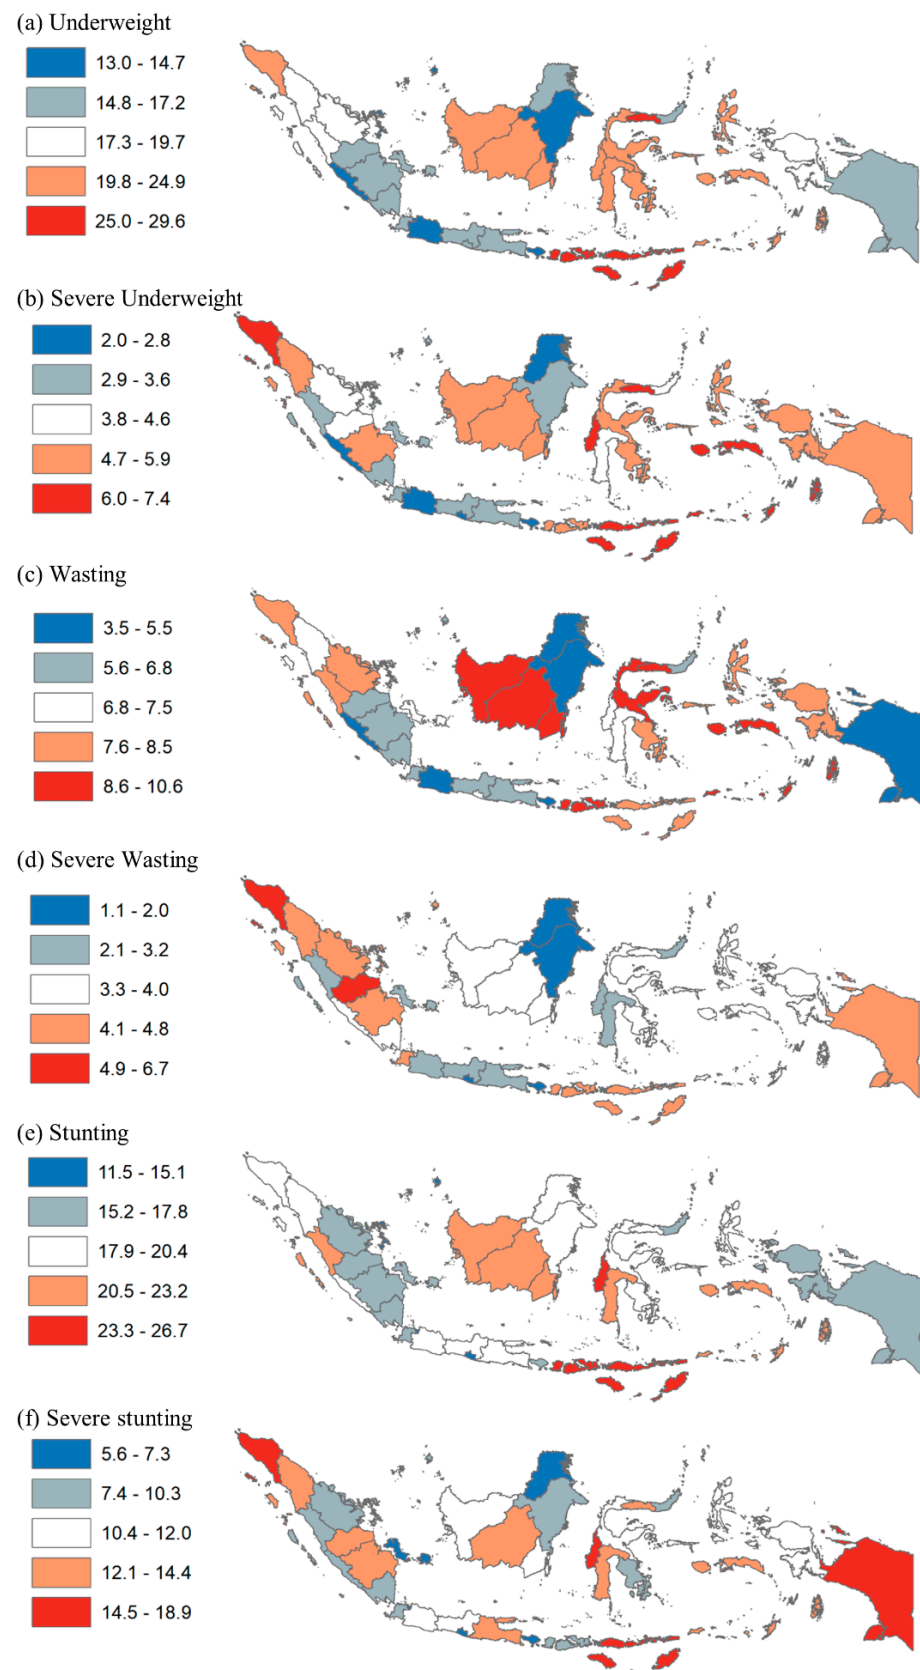 (a) Underweight
13.0 - 14.7
14.8 - 17.2
17.3 - 19.7
19.8 - 24.9
25.0 - 29.6
(b) Severe Underweight
2.0 - 2.8
2.9 - 3.6
3.8 - 4.6
4.7 - 5.9
6.0 - 7.4
(c) Wasting
3.5 - 5.5
5.6 - 6.8
6.8 - 7.5
7.6 - 8.5
8.6 - 10.6
(d) Severe Wasting
1.1 - 2.0
2.1 - 3.2
3.3 - 4.0
4.1 - 4.8
4.9 - 6.7
(e) Stunting
11.5 - 15.1
15.2 - 17.8
17.9 - 20.4
20.5 - 23.2
23.3 - 26.7
(f) Severe stunting
5.6 - 7.3
7.4 - 10.3
10.4 - 12.0
12.1 - 14.4
14.5 - 18.9